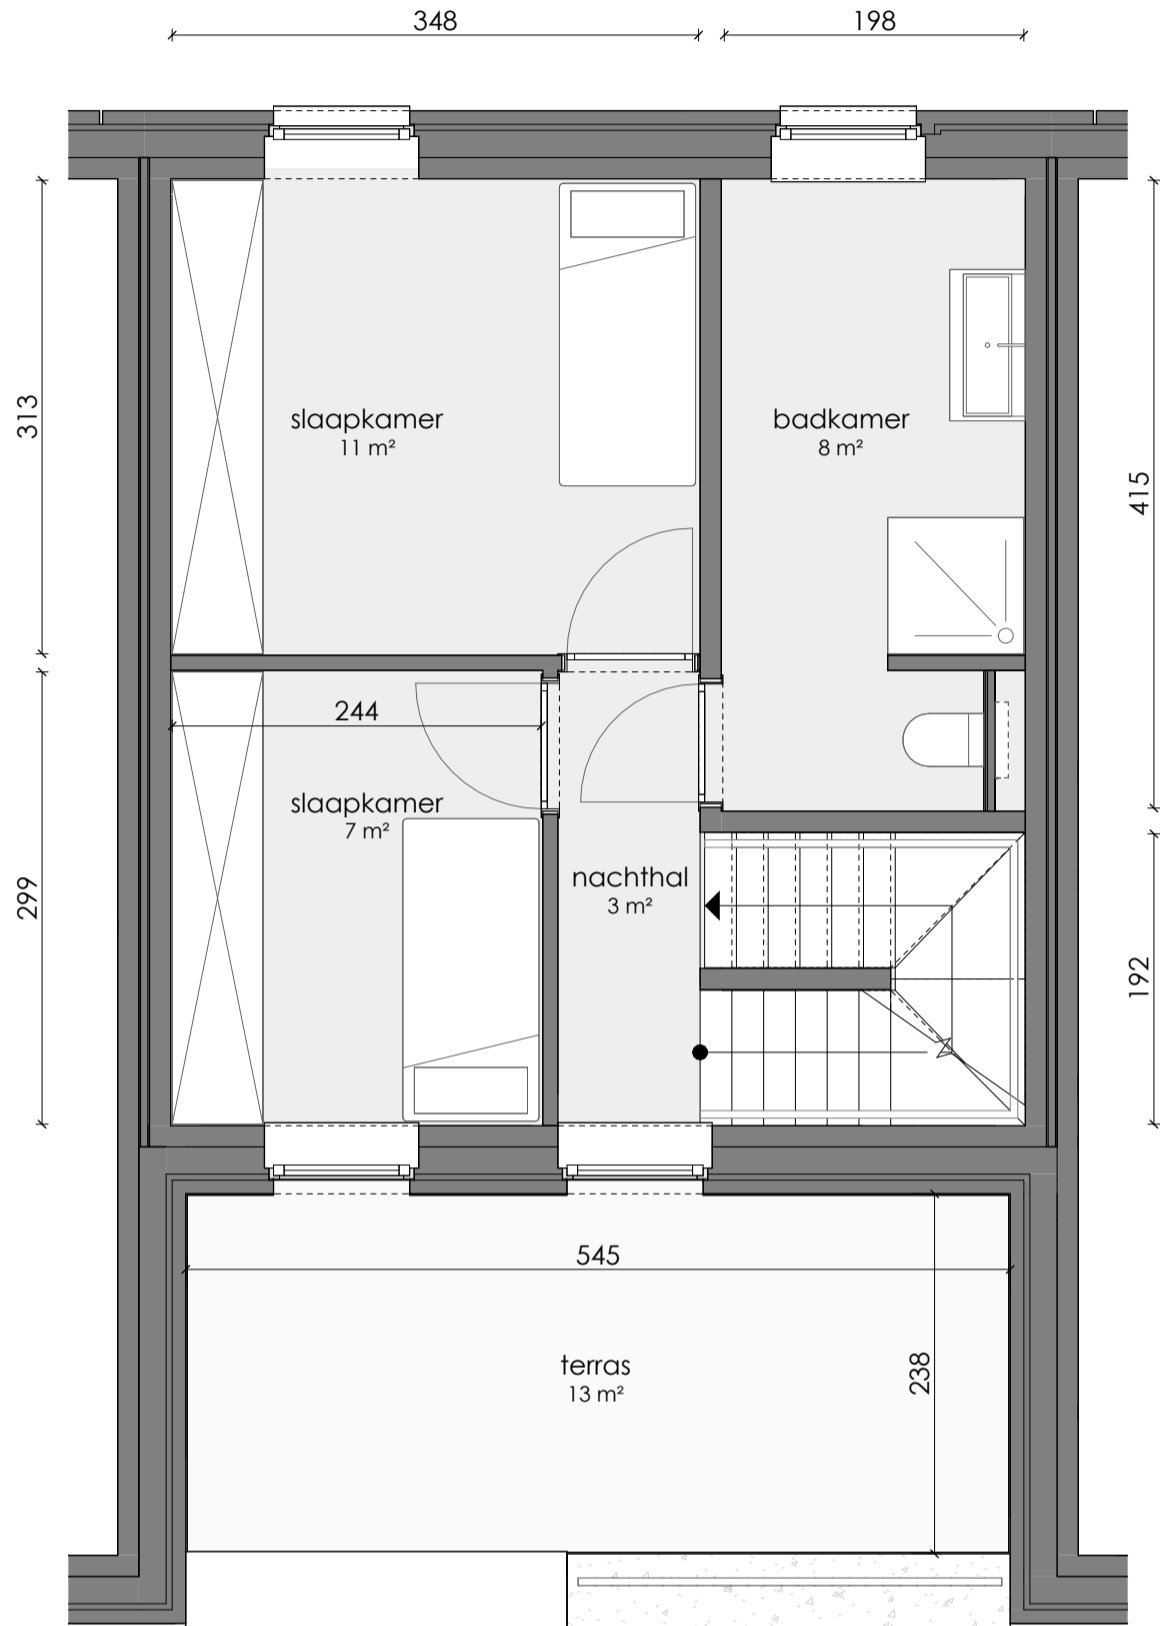 348
198
313
slaapkamer
11 m²
badkamer
8 m²
415
244
slaapkamer
7 m²
299
nachthal
3 m²
192
545
terras
13 m²
238